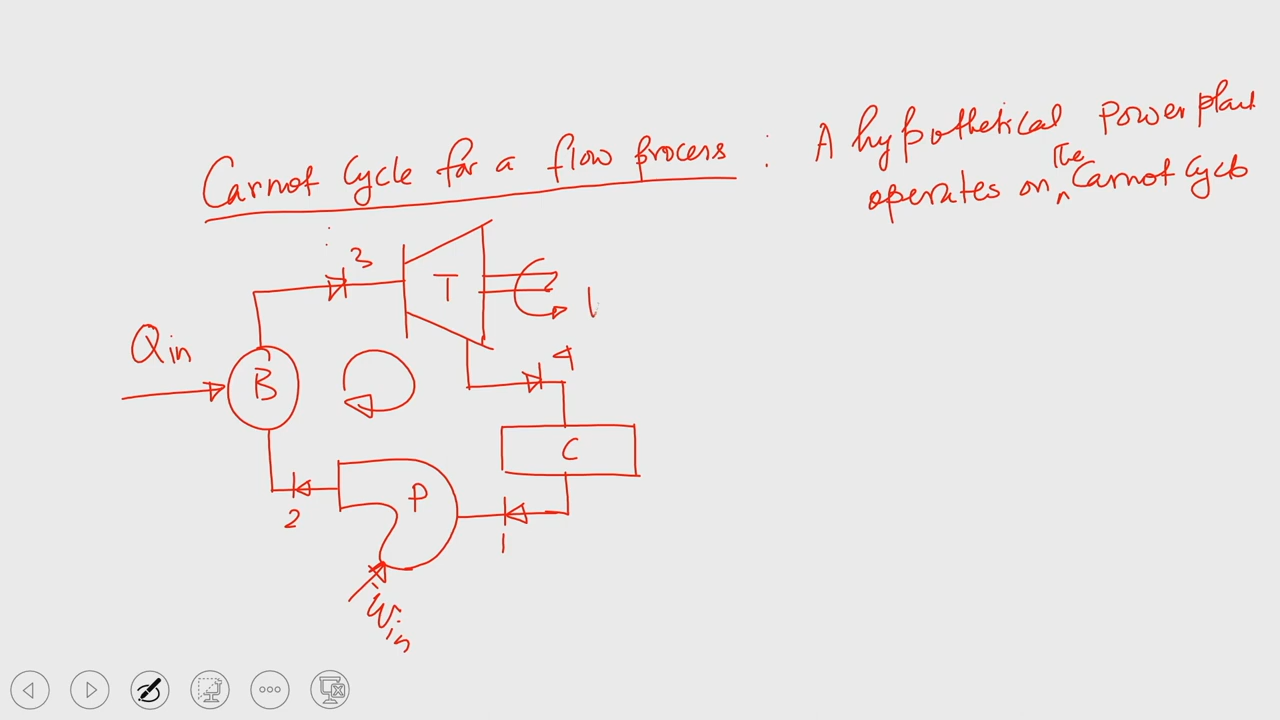 Carnot Cycle for a flow process : A hypothetical Power plant
operates on The Carnot Cycle
3
T
Qin
B
4
C
P
2
1
Win